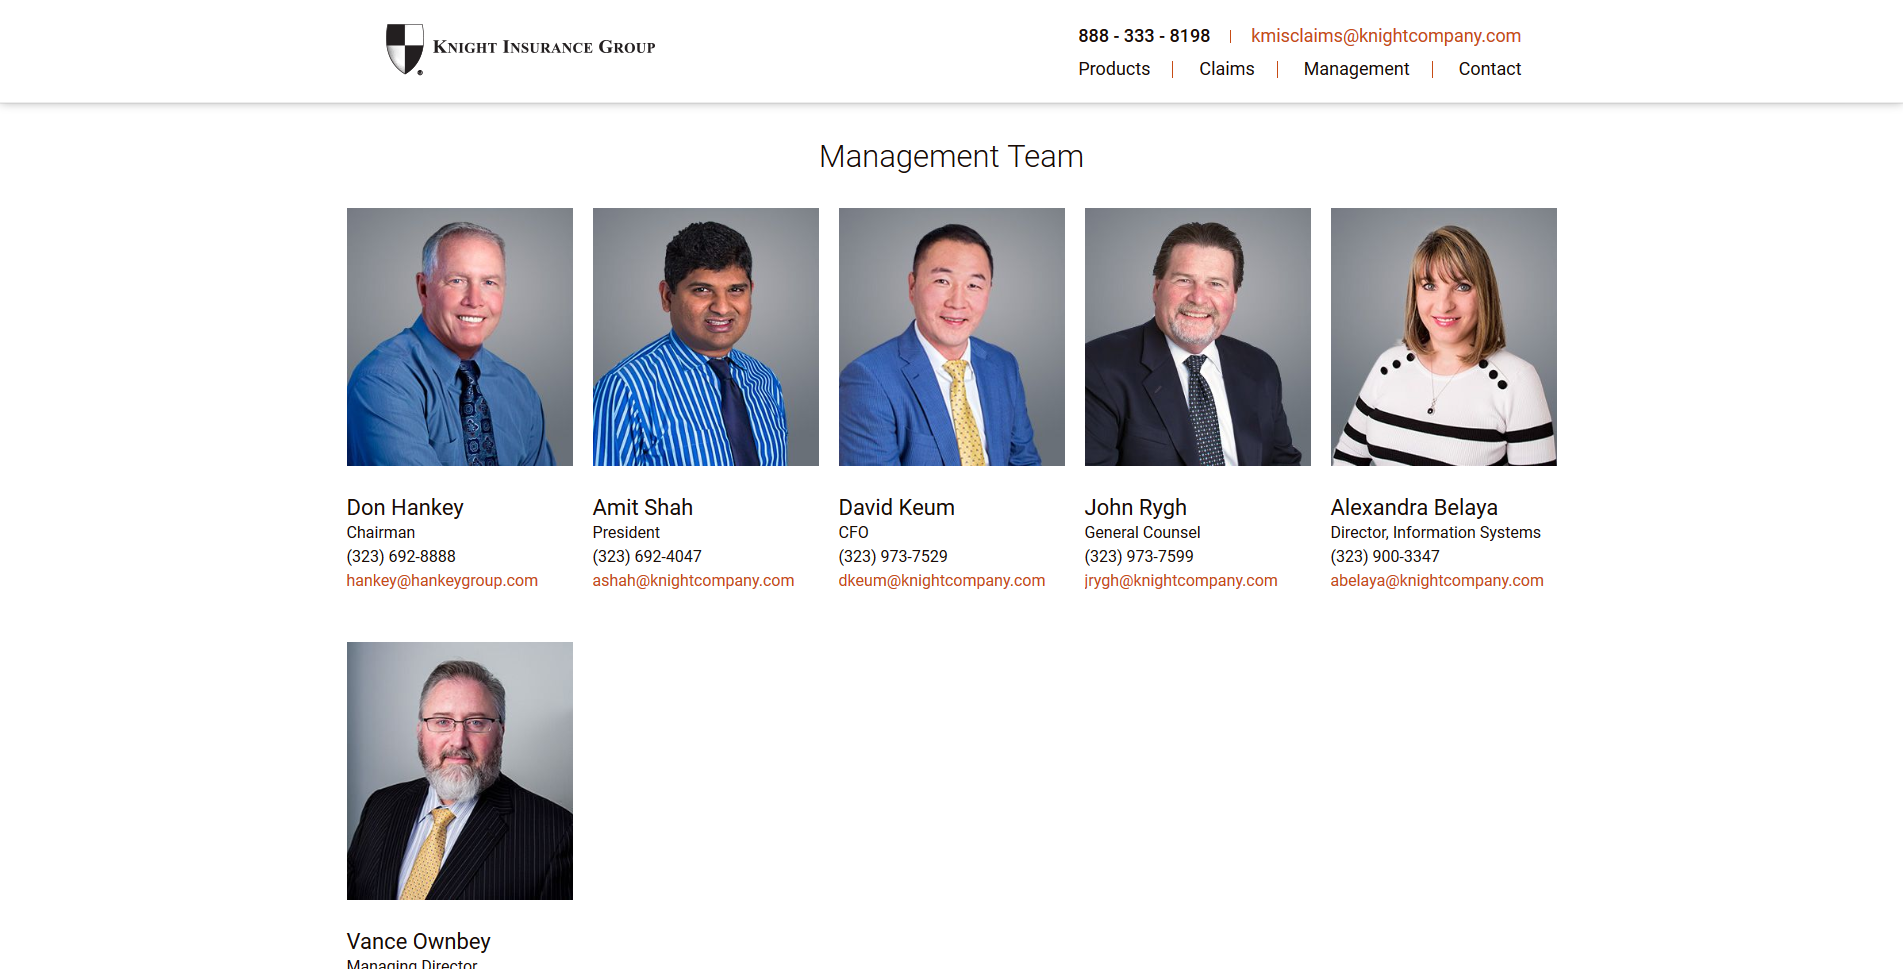 KNIGHT INSURANCE GROUP
888 - 333 - 8198 | kmisclaims@knightcompany.com
Products | Claims | Management | Contact
Management Team
Don Hankey
Chairman
(323) 692-8888
hankey@hankeygroup.com
Amit Shah
President
(323) 692-4047
ashah@knightcompany.com
David Keum
CFO
(323) 973-7529
dkeum@knightcompany.com
John Rygh
General Counsel
(323) 973-7599
jrygh@knightcompany.com
Alexandra Belaya
Director, Information Systems
(323) 900-3347
abelaya@knightcompany.com
Vance Ownbey
Managing Director